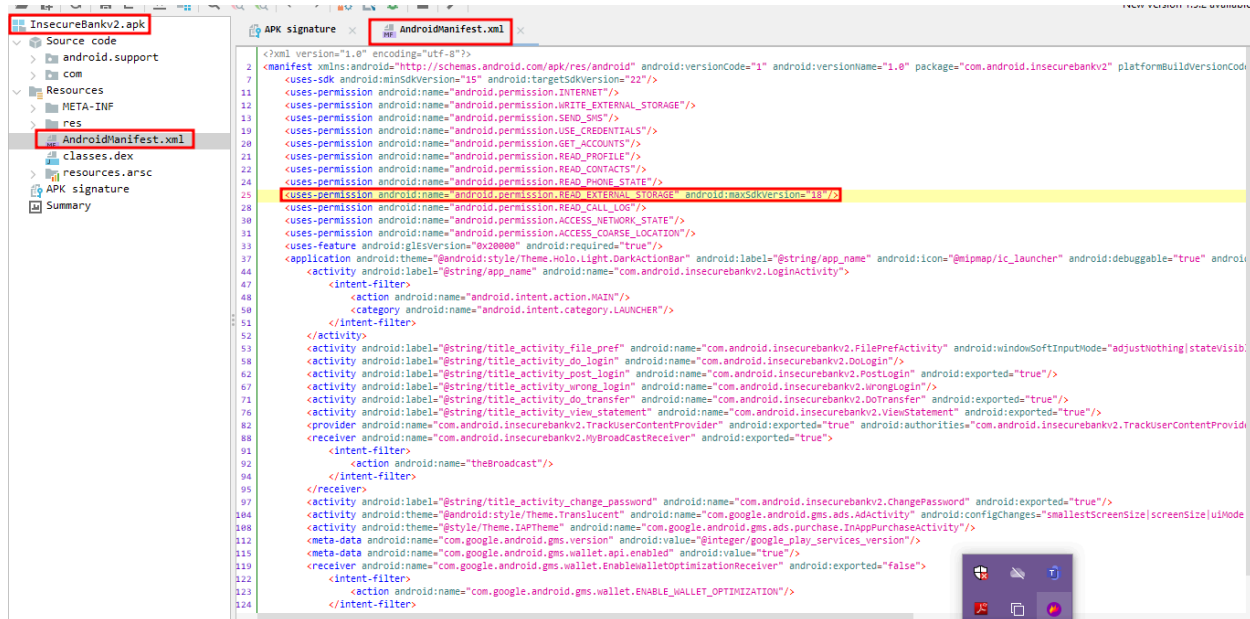 New version 1.5.2 available
InsecureBankv2.apk
Source code
android.support
com
Resources
META-INF
res
AndroidManifest.xml
classes.dex
resources.arsc
APK signature
Summary
APK signature
AndroidManifest.xml
<?xml version="1.0" encoding="utf-8"?>
2 <manifest xmlns:android="http://schemas.android.com/apk/res/android" android:versionCode="1" android:versionName="1.0" package="com.android.insecurebankv2" platformBuildVersionCod
7 <uses-sdk android:minSdkVersion="15" android:targetSdkVersion="22"/>
11 <uses-permission android:name="android.permission.INTERNET"/>
12 <uses-permission android:name="android.permission.WRITE_EXTERNAL_STORAGE"/>
13 <uses-permission android:name="android.permission.SEND_SMS"/>
19 <uses-permission android:name="android.permission.USE_CREDENTIALS"/>
20 <uses-permission android:name="android.permission.GET_ACCOUNTS"/>
21 <uses-permission android:name="android.permission.READ_PROFILE"/>
22 <uses-permission android:name="android.permission.READ_CONTACTS"/>
24 <uses-permission android:name="android.permission.READ_PHONE_STATE"/>
25 <uses-permission android:name="android.permission.READ_EXTERNAL_STORAGE" android:maxSdkVersion="18"/>
28 <uses-permission android:name="android.permission.READ_CALL_LOG"/>
30 <uses-permission android:name="android.permission.ACCESS_NETWORK_STATE"/>
31 <uses-permission android:name="android.permission.ACCESS_COARSE_LOCATION"/>
33 <uses-feature android:glEsVersion="0x20000" android:required="true"/>
37 <application android:theme="@android:style/Theme.Holo.Light.DarkActionBar" android:label="@string/app_name" android:icon="@mipmap/ic_launcher" android:debuggable="true" androi
44 <activity android:label="@string/app_name" android:name="com.android.insecurebankv2.LoginActivity">
47 <intent-filter>
48 <action android:name="android.intent.action.MAIN"/>
50 <category android:name="android.intent.category.LAUNCHER"/>
51 </intent-filter>
52 </activity>
53 <activity android:label="@string/title_activity_file_pref" android:name="com.android.insecurebankv2.FilePrefActivity" android:windowSoftInputMode="adjustNothing|stateVisib
58 <activity android:label="@string/title_activity_do_login" android:name="com.android.insecurebankv2.DoLogin"/>
62 <activity android:label="@string/title_activity_post_login" android:name="com.android.insecurebankv2.PostLogin" android:exported="true"/>
67 <activity android:label="@string/title_activity_wrong_login" android:name="com.android.insecurebankv2.WrongLogin"/>
71 <activity android:label="@string/title_activity_do_transfer" android:name="com.android.insecurebankv2.DoTransfer" android:exported="true"/>
76 <activity android:label="@string/title_activity_view_statement" android:name="com.android.insecurebankv2.ViewStatement" android:exported="true"/>
82 <provider android:name="com.android.insecurebankv2.TrackUserContentProvider" android:exported="true" android:authorities="com.android.insecurebankv2.TrackUserContentProvide
88 <receiver android:name="com.android.insecurebankv2.MyBroadCastReceiver" android:exported="true">
91 <intent-filter>
92 <action android:name="theBroadcast"/>
94 </intent-filter>
95 </receiver>
97 <activity android:label="@string/title_activity_change_password" android:name="com.android.insecurebankv2.ChangePassword" android:exported="true"/>
104 <activity android:theme="@android:style/Theme.Translucent" android:name="com.google.android.gms.ads.AdActivity" android:configChanges="smallestScreenSize|screenSize|uiMode
108 <activity android:theme="@style/Theme.IAPTheme" android:name="com.google.android.gms.ads.purchase.InAppPurchaseActivity"/>
112 <meta-data android:name="com.google.android.gms.version" android:value="@integer/google_play_services_version"/>
115 <meta-data android:name="com.google.android.gms.wallet.api.enabled" android:value="true"/>
119 <receiver android:name="com.google.android.gms.wallet.EnableWalletOptimizationReceiver" android:exported="false">
122 <intent-filter>
123 <action android:name="com.google.android.gms.wallet.ENABLE_WALLET_OPTIMIZATION"/>
124 </intent-filter>